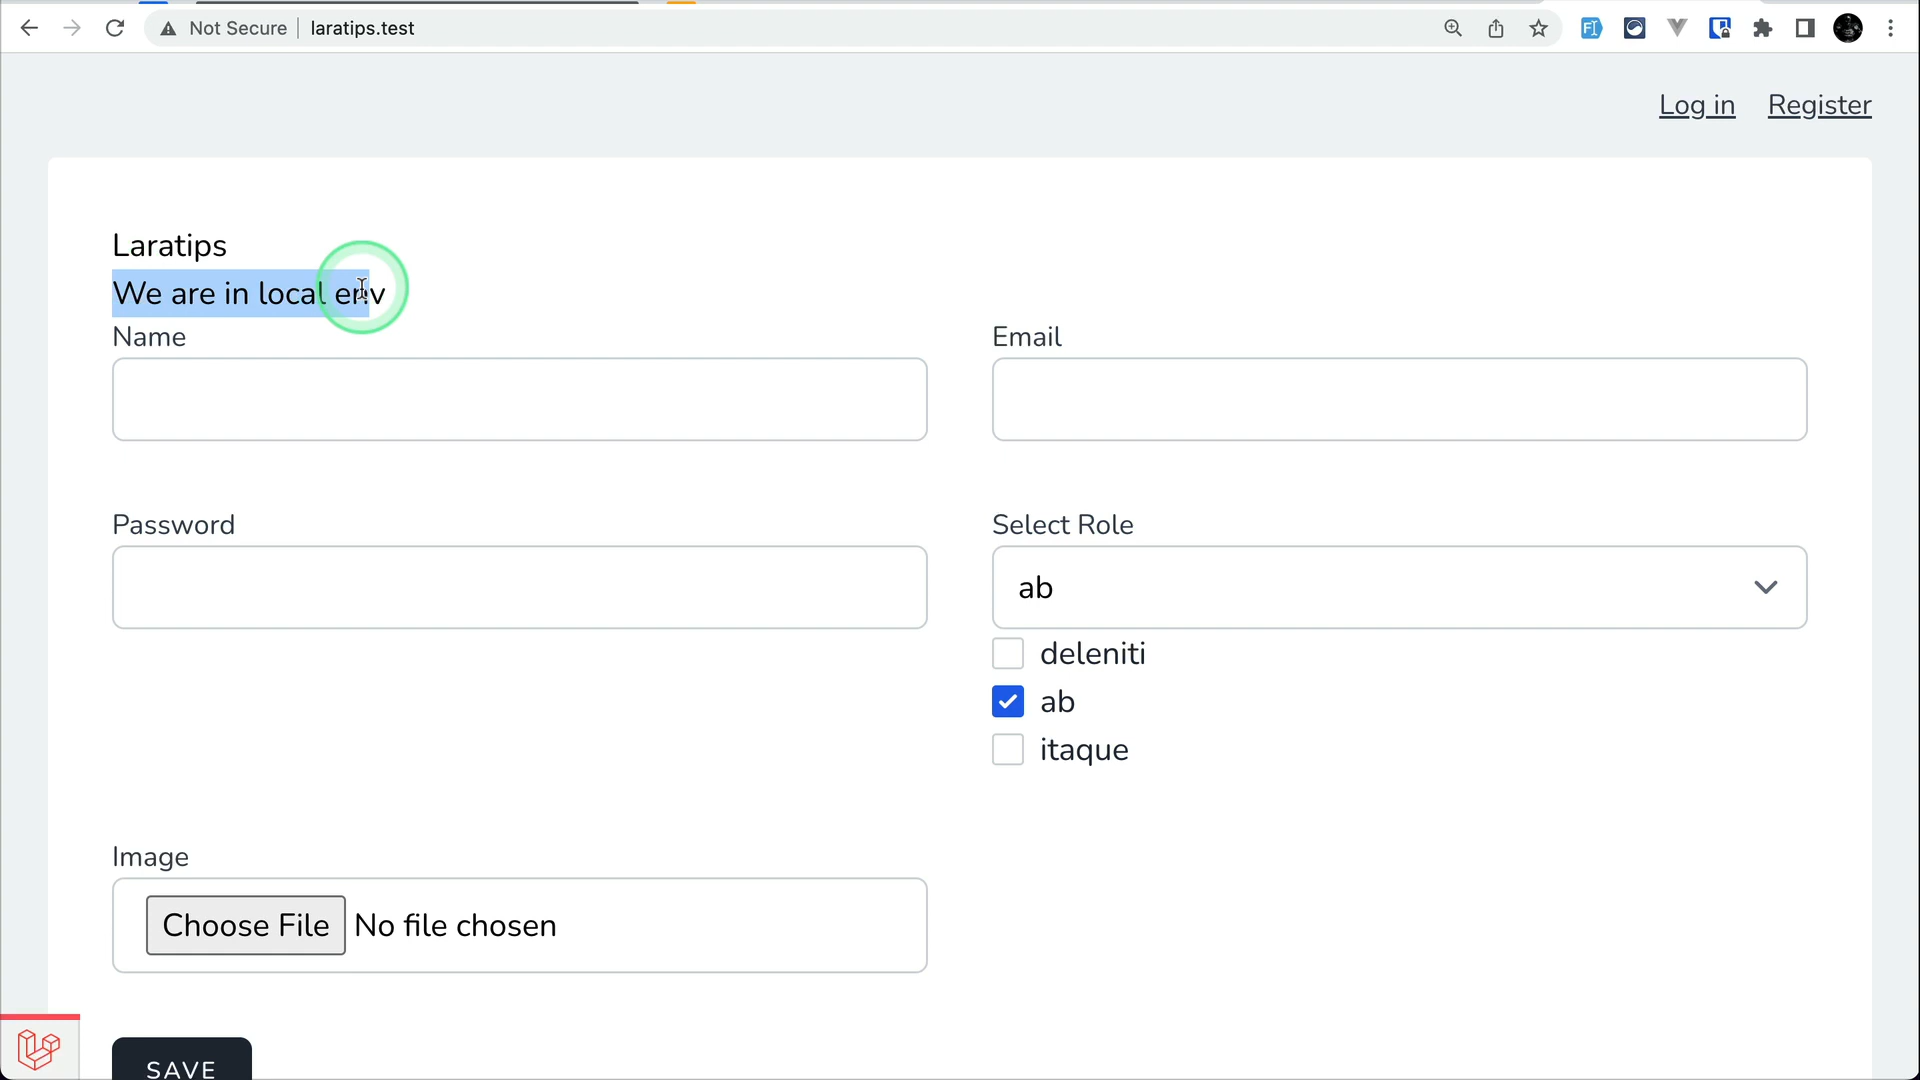 Not Secure laratips.test
Log in Register
Laratips
We are in local env
Name Email
Password Select Role
ab
deleniti
ab
itaque
Image
Choose File No file chosen
SAVE